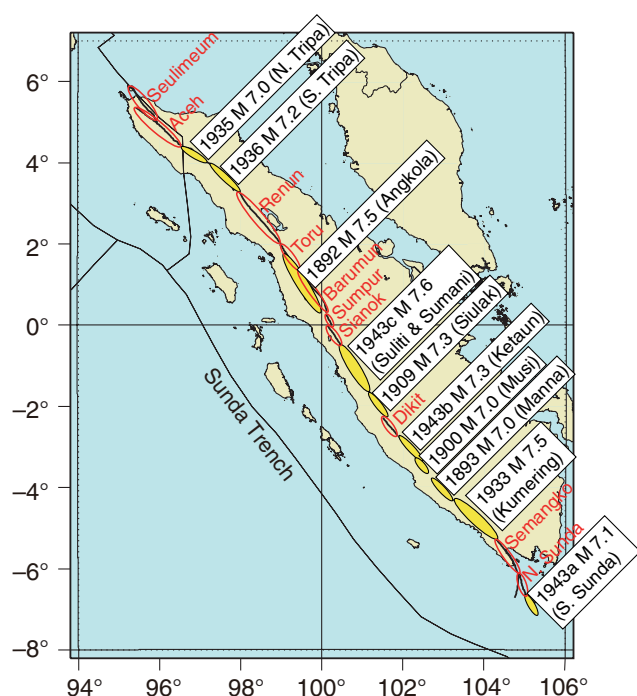 6°
4°
2°
0°
−2°
−4°
−6°
−8°
94°
96°
98°
100°
102°
104°
106°
Seulimeum
Aceh
1935 M 7.0 (N. Tripa)
1936 M 7.2 (S. Tripa)
Renun
Toru
1892 M 7.5 (Angkola)
Barumun
Sumpur
Sianok
1943c M 7.6
(Suliti & Sumani)
1909 M 7.3 (Siulak)
Dikit
1943b M 7.3 (Ketaun)
1900 M 7.0 (Musi)
1893 M 7.0 (Manna)
1933 M 7.5
(Kumering)
Semangko
N. Sunda
1943a M 7.1
(S. Sunda)
Sunda Trench